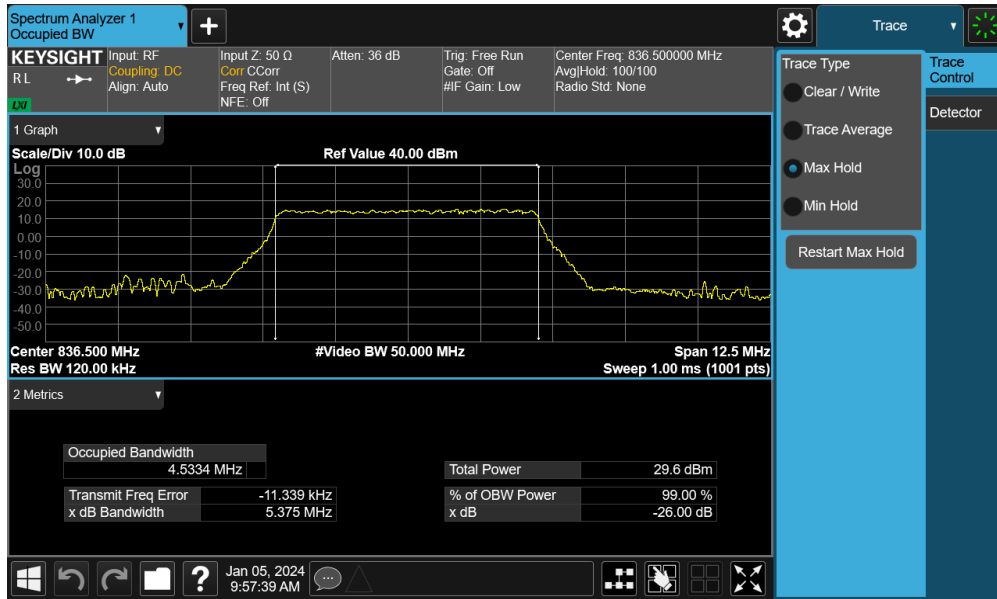 Spectrum Analyzer 1
Occupied BW
Trace
KEYSIGHT
R L
LXI
Input: RF
Coupling: DC
Align: Auto
Input Z: 50 Ω
Corr CCorr
Freq Ref: Int (S)
NFE: Off
Atten: 36 dB
Trig: Free Run
Gate: Off
#IF Gain: Low
Center Freq: 836.500000 MHz
Avg|Hold: 100/100
Radio Std: None
Trace Type
Clear / Write
Trace Average
Max Hold
Min Hold
Restart Max Hold
Trace
Control
Detector
1 Graph
Scale/Div 10.0 dB
Ref Value 40.00 dBm
Log
30.0
20.0
10.0
0.00
-10.0
-20.0
-30.0
-40.0
-50.0
Center 836.500 MHz
#Video BW 50.000 MHz
Span 12.5 MHz
Res BW 120.00 kHz
Sweep 1.00 ms (1001 pts)
2 Metrics
Occupied Bandwidth
4.5334 MHz
Total Power 29.6 dBm
Transmit Freq Error -11.339 kHz
% of OBW Power 99.00 %
x dB Bandwidth 5.375 MHz
x dB -26.00 dB
Jan 05, 2024
9:57:39 AM